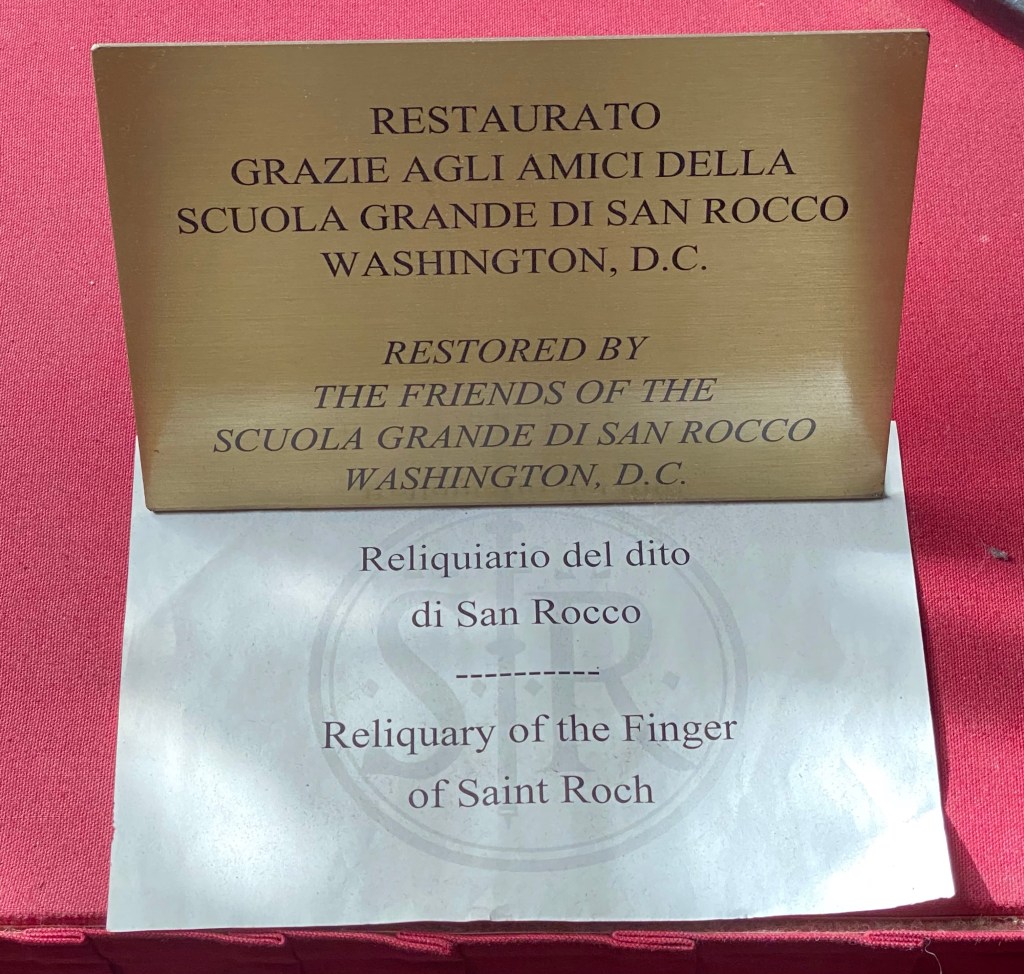 RESTAURATO
GRAZIE AGLI AMICI DELLA
SCUOLA GRANDE DI SAN ROCCO
WASHINGTON, D.C.
RESTORED BY
THE FRIENDS OF THE
SCUOLA GRANDE DI SAN ROCCO
WASHINGTON, D.C.
Reliquiario del dito
di San Rocco
-----------
Reliquary of the Finger
of Saint Roch
S R